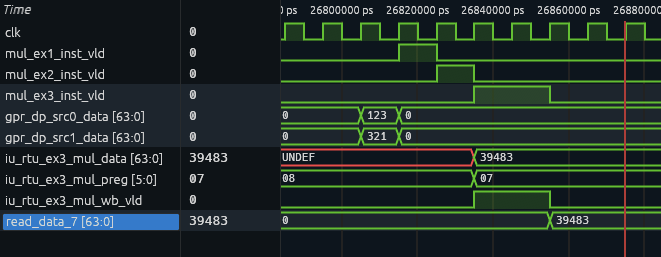 Time 0 ps 26800000 ps 26820000 ps 26840000 ps 26860000 ps 26880000
clk 0
mul_ex1_inst_vld 0
mul_ex2_inst_vld 0
mul_ex3_inst_vld 0
gpr_dp_src0_data [63:0] 0 0 123 0
gpr_dp_src1_data [63:0] 0 0 321 0
iu_rtu_ex3_mul_data [63:0] 39483 UNDEF 39483
iu_rtu_ex3_mul_preg [5:0] 07 08 07
iu_rtu_ex3_mul_wb_vld 0
read_data_7 [63:0] 39483 0 39483